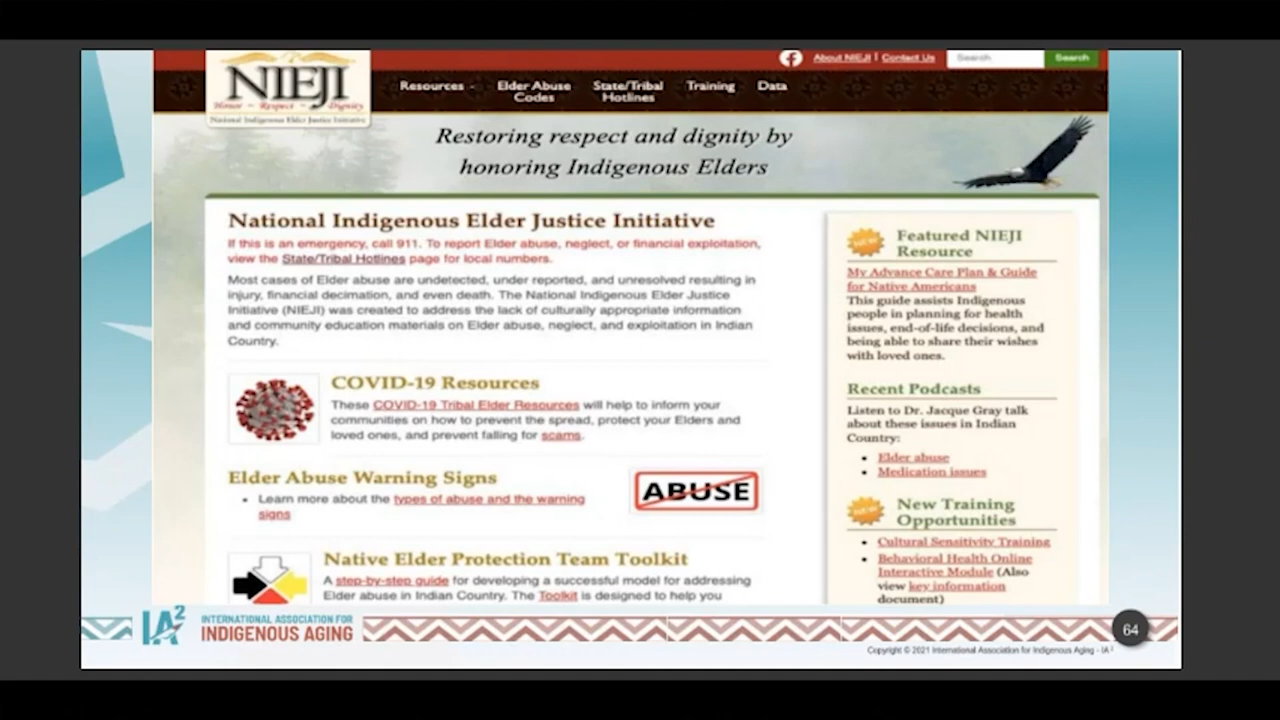 NIEJI
Honor ~ Respect ~ Dignity
National Indigenous Elder Justice Initiative
About NIEJI | Contact Us
Search
Search
Resources
Elder Abuse
Codes
State/Tribal
Hotlines
Training
Data
Restoring respect and dignity by
honoring Indigenous Elders
National Indigenous Elder Justice Initiative
If this is an emergency, call 911. To report Elder abuse, neglect, or financial exploitation,
view the State/Tribal Hotlines page for local numbers.
Most cases of Elder abuse are undetected, under reported, and unresolved resulting in
injury, financial decimation, and even death. The National Indigenous Elder Justice
Initiative (NIEJI) was created to address the lack of culturally appropriate information
and community education materials on Elder abuse, neglect, and exploitation in Indian
Country.
COVID-19 Resources
These COVID-19 Tribal Elder Resources will help to inform your
communities on how to prevent the spread, protect your Elders and
loved ones, and prevent falling for scams.
Elder Abuse Warning Signs
• Learn more about the types of abuse and the warning
signs
ABUSE
Native Elder Protection Team Toolkit
A step-by-step guide for developing a successful model for addressing
Elder abuse in Indian Country. The Toolkit is designed to help you
NEW
Featured NIEJI
Resource
My Advance Care Plan & Guide
for Native Americans
This guide assists Indigenous
people in planning for health
issues, end-of-life decisions, and
being able to share their wishes
with loved ones.
Recent Podcasts
Listen to Dr. Jacque Gray talk
about these issues in Indian
Country:
• Elder abuse
• Medication issues
NEW
New Training
Opportunities
• Cultural Sensitivity Training
• Behavioral Health Online
Interactive Module (Also
view key information
document)
IA²
INTERNATIONAL ASSOCIATION FOR
INDIGENOUS AGING
64
Copyright © 2021 International Association for Indigenous Aging - IA²